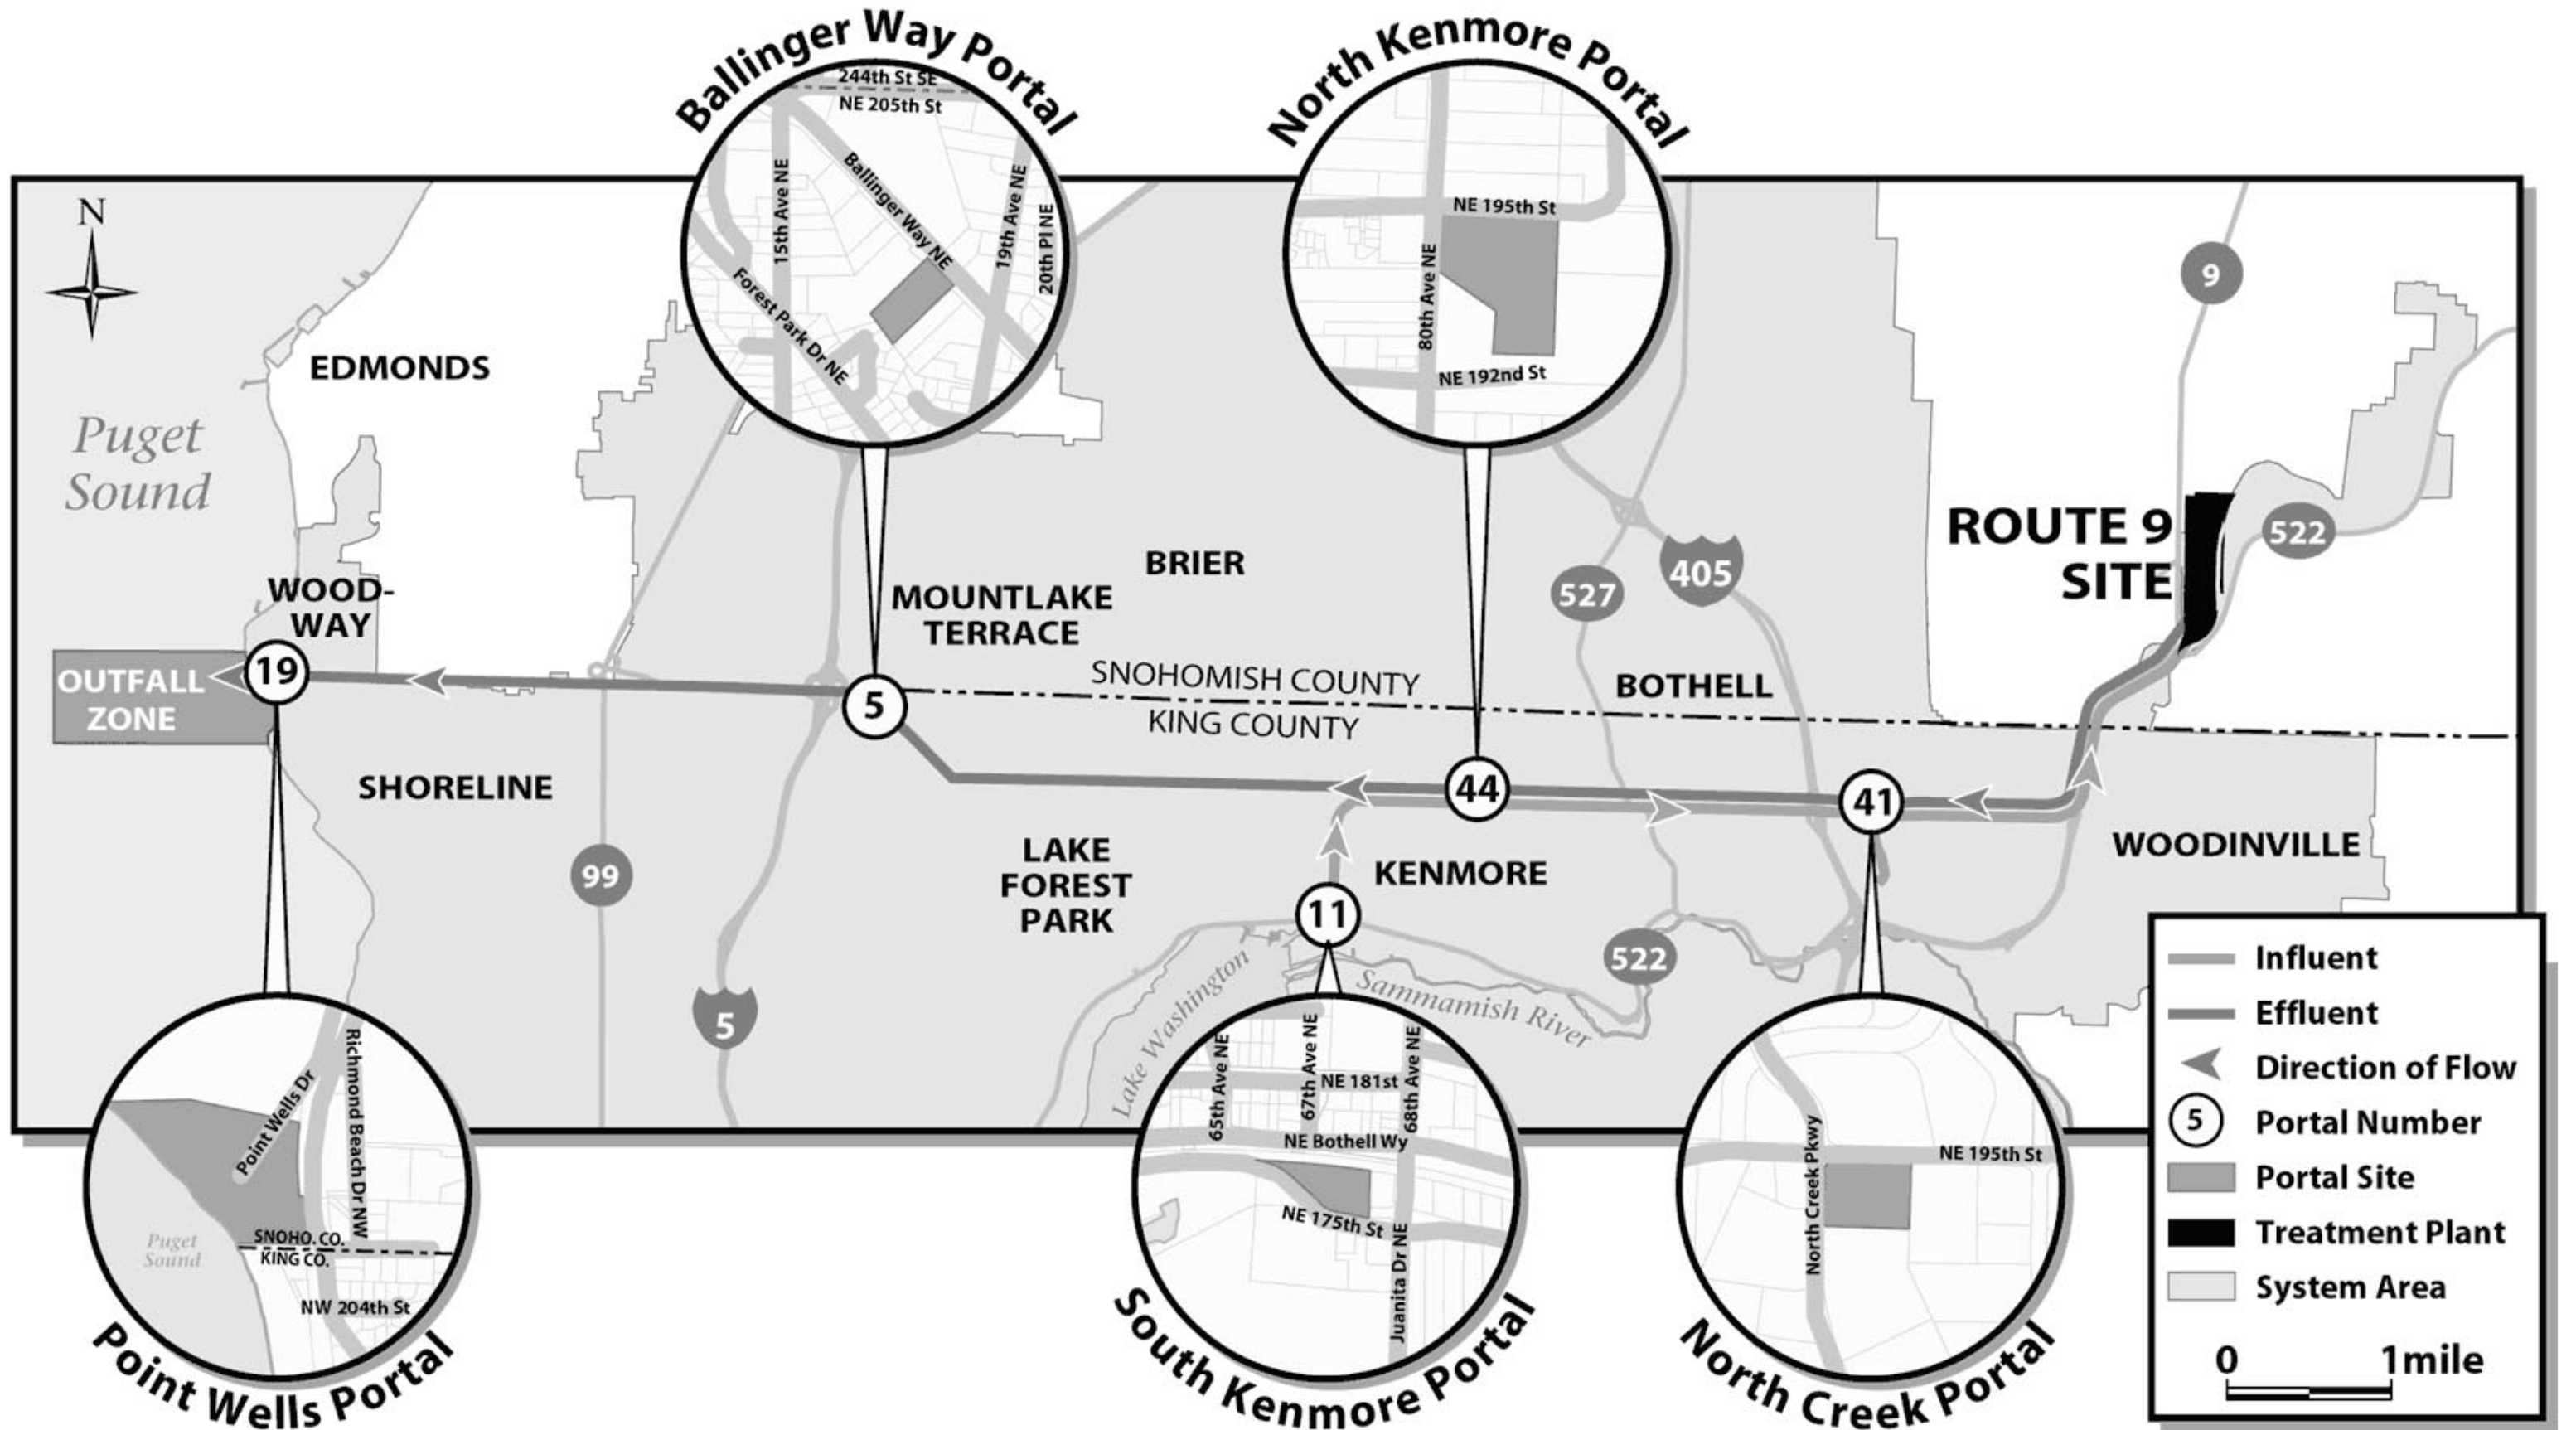 Ballinger Way Portal
244th St SE
NE 205th St
15th Ave NE
Ballinger Way NE
19th Ave NE
20th Pl NE
Forest Park Dr NE
North Kenmore Portal
NE 195th St
80th Ave NE
NE 192nd St
N
EDMONDS
Puget
Sound
9
ROUTE 9
SITE
522
BRIER
527
405
WOOD-
WAY
MOUNTLAKE
TERRACE
OUTFALL
ZONE
19
5
SNOHOMISH COUNTY
KING COUNTY
BOTHELL
44
41
SHORELINE
99
LAKE
FOREST
PARK
KENMORE
WOODINVILLE
11
522
5
Lake Washington
Sammamish River
Point Wells Dr
Richmond Beach Dr NW
Puget
Sound
SNOHO. CO.
KING CO.
NW 204th St
Point Wells Portal
65th Ave NE
67th Ave NE
68th Ave NE
NE 181st
NE Bothell Wy
NE 175th St
Juanita Dr NE
South Kenmore Portal
North Creek Pkwy
NE 195th St
North Creek Portal
Influent
Effluent
Direction of Flow
5 Portal Number
Portal Site
Treatment Plant
System Area
0 1mile